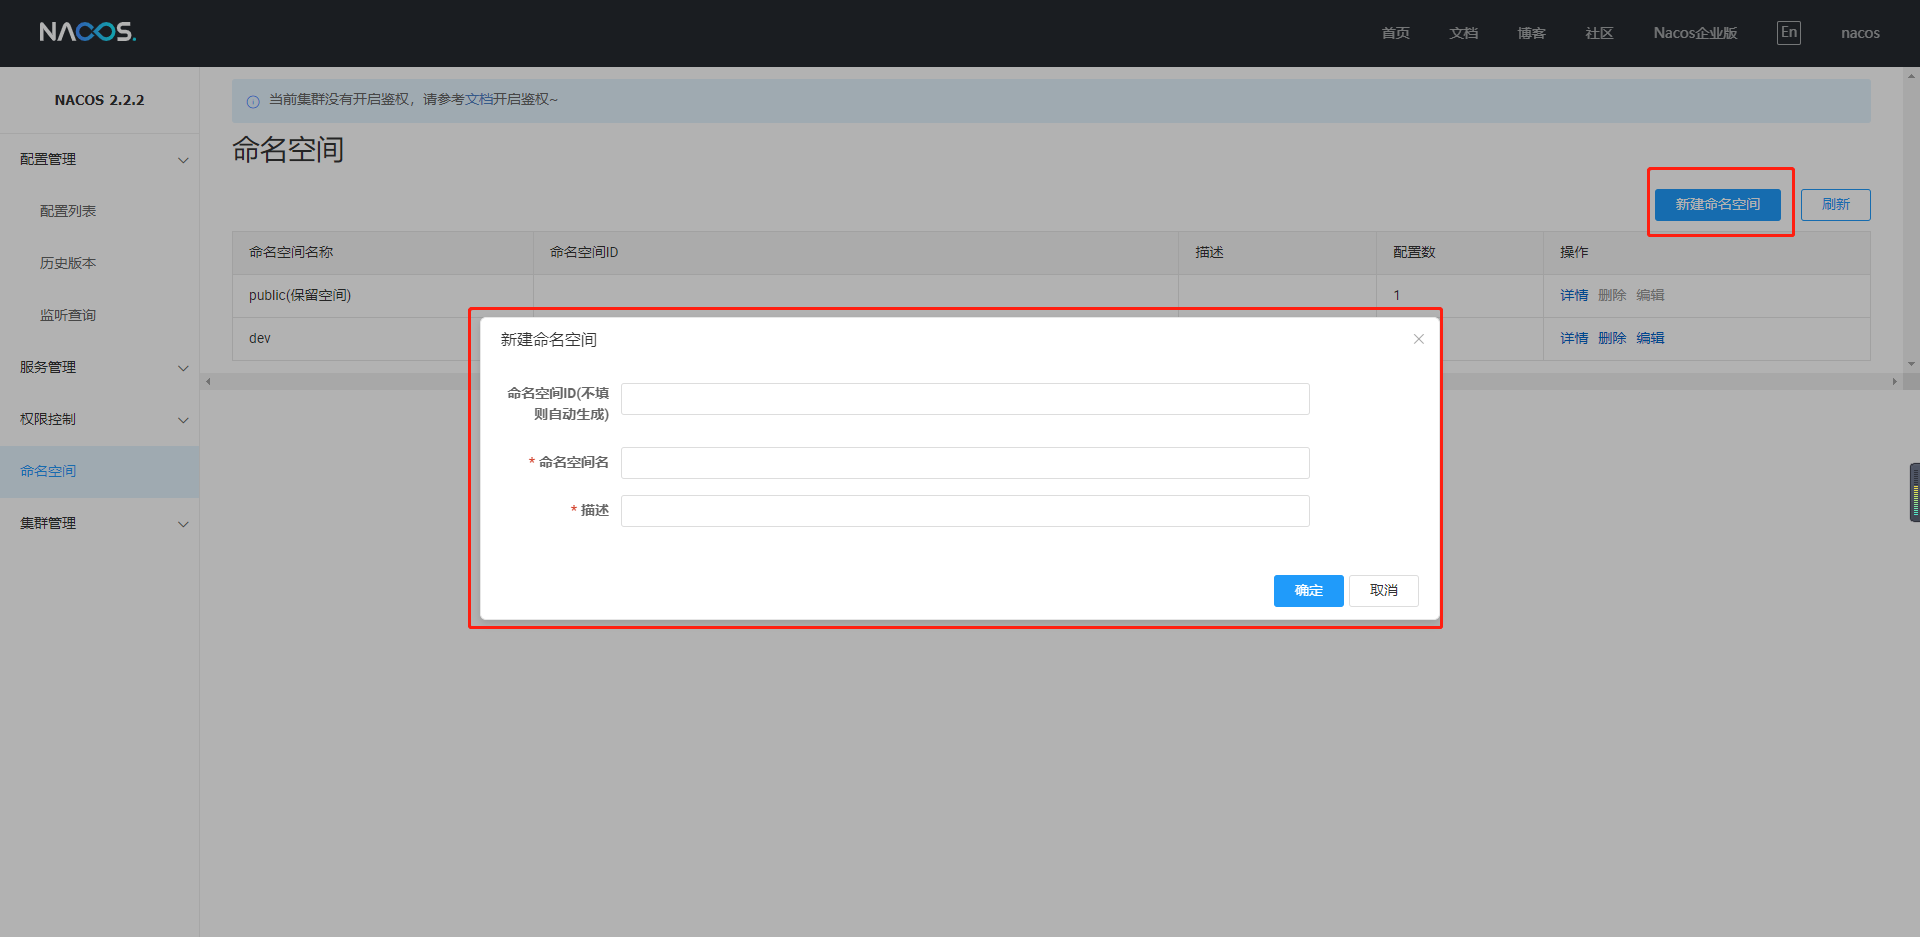 NACOS.
首页 文档 博客 社区 Nacos企业版 En nacos
NACOS 2.2.2
配置管理
配置列表
历史版本
监听查询
服务管理
权限控制
命名空间
集群管理
当前集群没有开启鉴权，请参考文档开启鉴权~
命名空间
新建命名空间 刷新
命名空间名称 命名空间ID 描述 配置数 操作
public(保留空间) 1 详情 删除 编辑
dev 详情 删除 编辑
新建命名空间
命名空间ID(不填
则自动生成)
* 命名空间名
* 描述
确定 取消